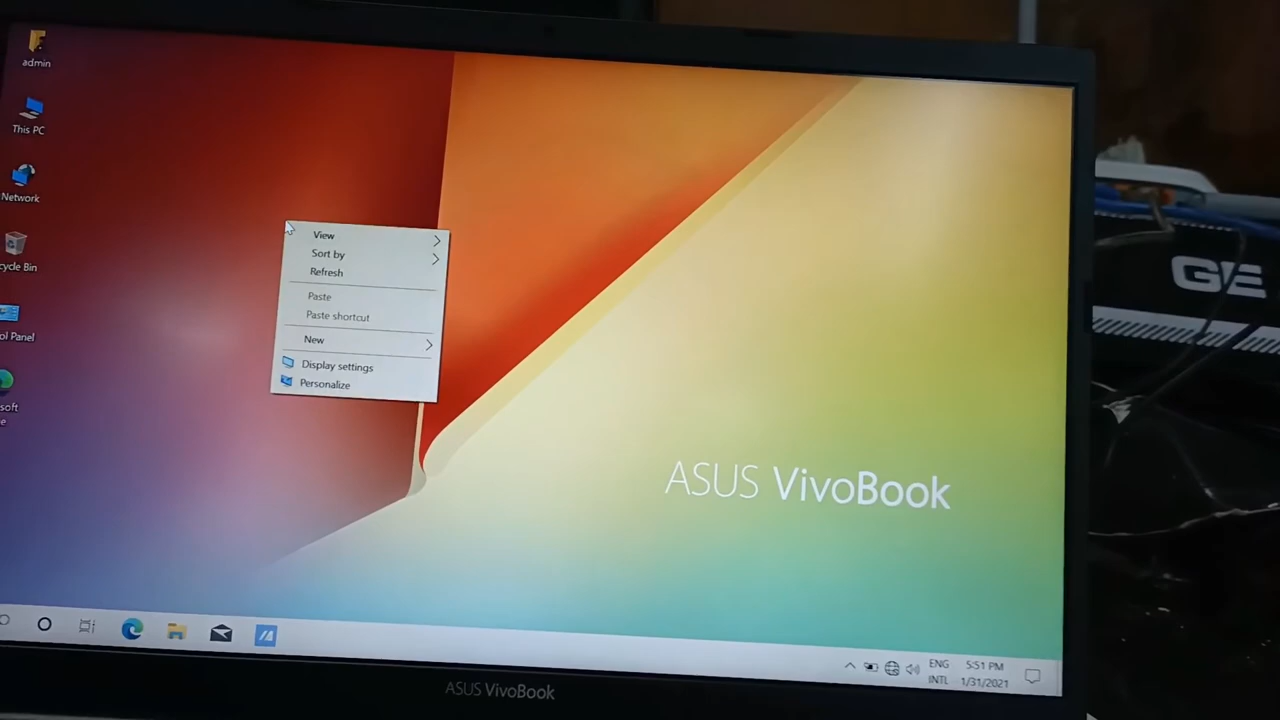 admin
This PC
Network
cycle Bin
ol Panel
soft
e
View
Sort by
Refresh
Paste
Paste shortcut
New
Display settings
Personalize
ASUS VivoBook
ENG
INTL
5:51 PM
1/31/2021
ASUS VivoBook
GE